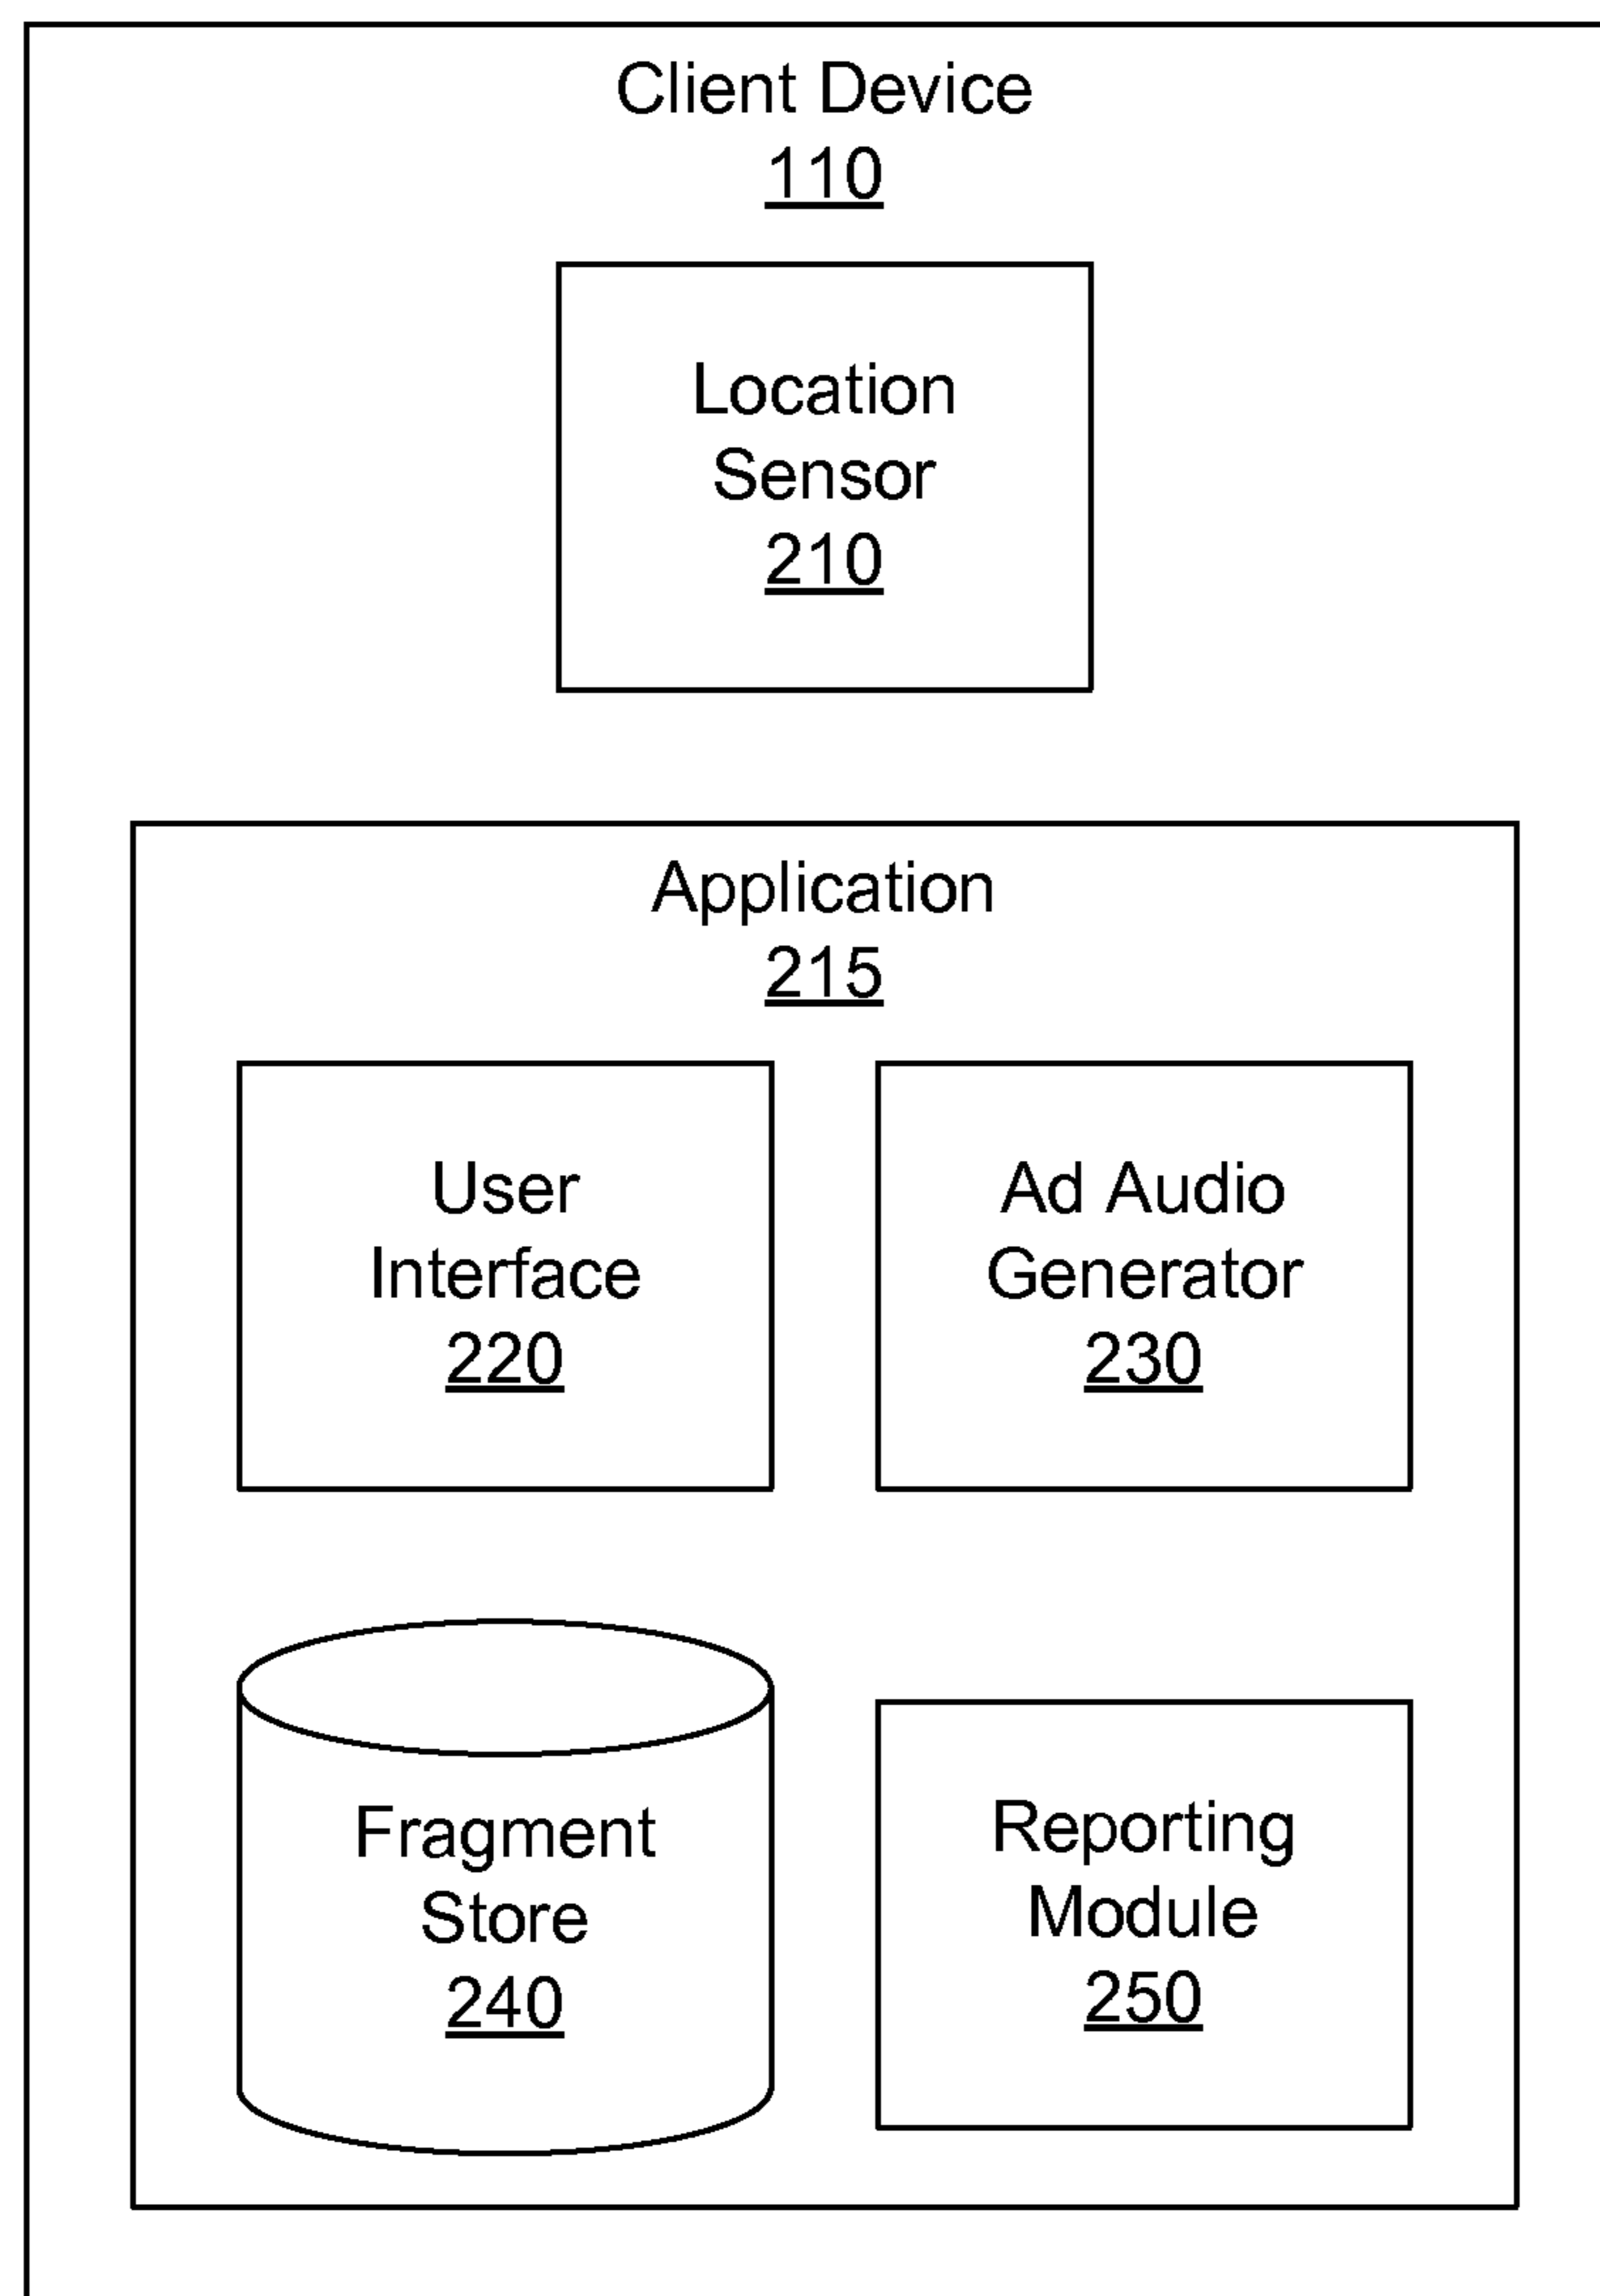 Client Device
110
Location
Sensor
210
Application
215
User
Interface
220
Ad Audio
Generator
230
Fragment
Store
240
Reporting
Module
250